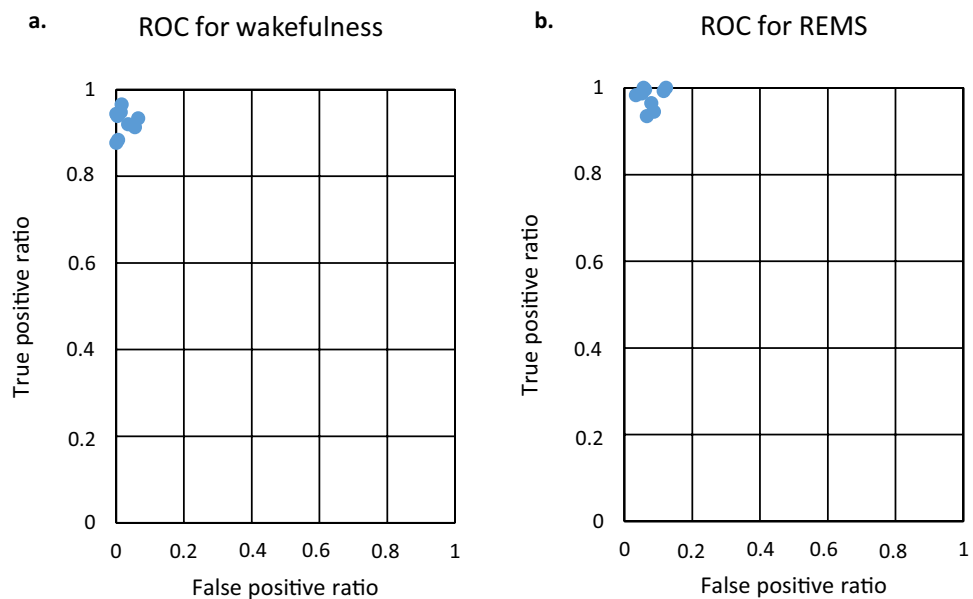 a.
ROC for wakefulness
1
0.8
0.6
0.4
0.2
0
0 0.2 0.4 0.6 0.8 1
True positive ratio
False positive ratio
b.
ROC for REMS
1
0.8
0.6
0.4
0.2
0
0 0.2 0.4 0.6 0.8 1
True positive ratio
False positive ratio